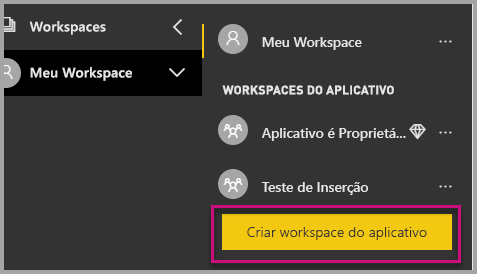 Workspaces
Meu Workspace
Meu Workspace ...
WORKSPACES DO APLICATIVO
Aplicativo é Proprietá... ...
Teste de Inserção ...
Criar workspace do aplicativo